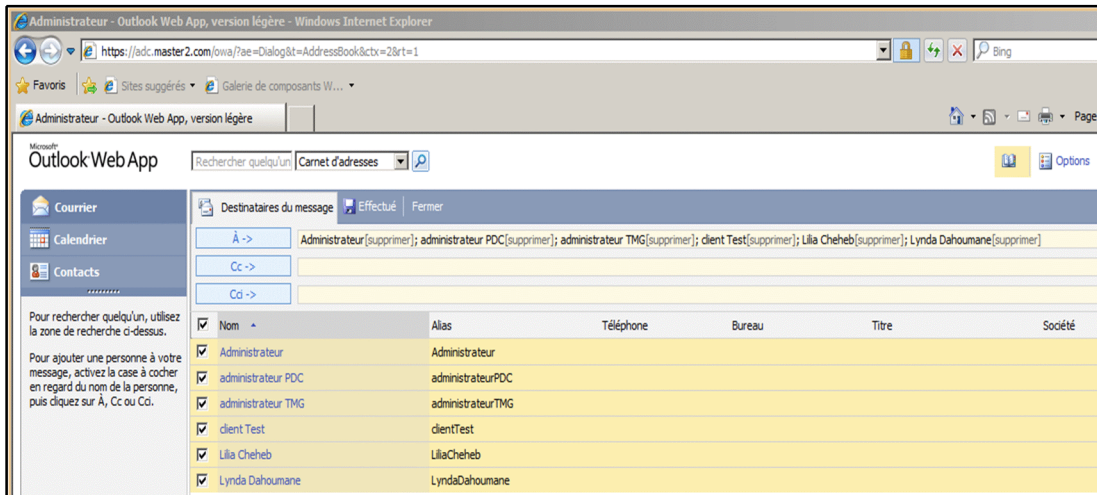 Administrateur - Outlook Web App, version légère - Windows Internet Explorer
https://adc.master2.com/owa/?ae=Dialog&t=AddressBook&ctx=2&rt=1
Bing
Favoris Sites suggérés Galerie de composants W...
Administrateur - Outlook Web App, version légère
Page
Microsoft
Outlook Web App
Rechercher quelqu'un Carnet d'adresses
Options
Courrier
Calendrier
Contacts
Pour rechercher quelqu'un, utilisez
la zone de recherche ci-dessus.
Pour ajouter une personne à votre
message, activez la case à cocher
en regard du nom de la personne,
puis cliquez sur À, Cc ou Cci.
Destinataires du message Effectué Fermer
À -> Administrateur[supprimer]; administrateur PDC[supprimer]; administrateur TMG[supprimer]; client Test[supprimer]; Lilia Cheheb[supprimer]; Lynda Dahoumane[supprimer]
Cc ->
Cci ->
Nom Alias Téléphone Bureau Titre Société
Administrateur Administrateur
administrateur PDC administrateurPDC
administrateur TMG administrateurTMG
client Test clientTest
Lilia Cheheb LiliaCheheb
Lynda Dahoumane LyndaDahoumane